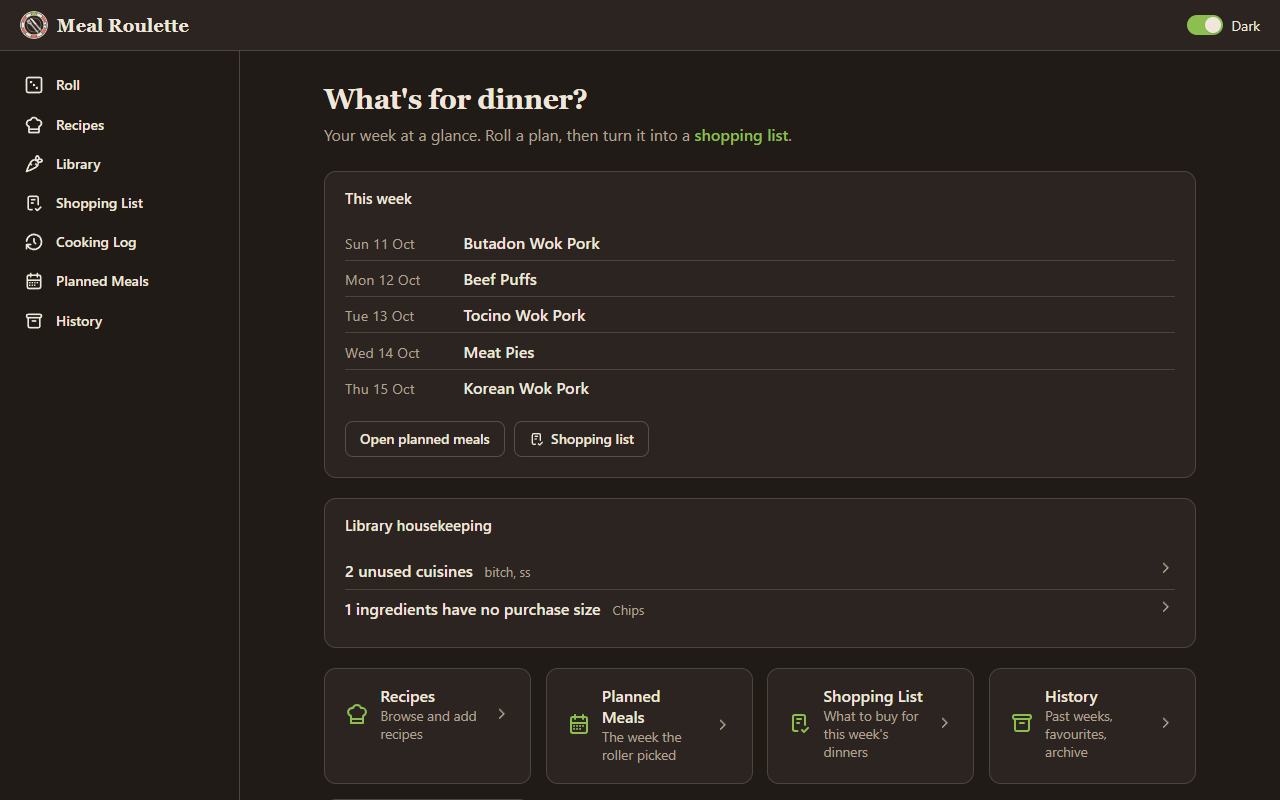 Meal Roulette
Dark
Roll
Recipes
Library
Shopping List
Cooking Log
Planned Meals
History
What's for dinner?
Your week at a glance. Roll a plan, then turn it into a shopping list.
This week
Sun 11 Oct Butadon Wok Pork
Mon 12 Oct Beef Puffs
Tue 13 Oct Tocino Wok Pork
Wed 14 Oct Meat Pies
Thu 15 Oct Korean Wok Pork
Open planned meals Shopping list
Library housekeeping
2 unused cuisines bitch, ss
1 ingredients have no purchase size Chips
Recipes
Browse and add
recipes
Planned
Meals
The week the
roller picked
Shopping List
What to buy for
this week's
dinners
History
Past weeks,
favourites,
archive